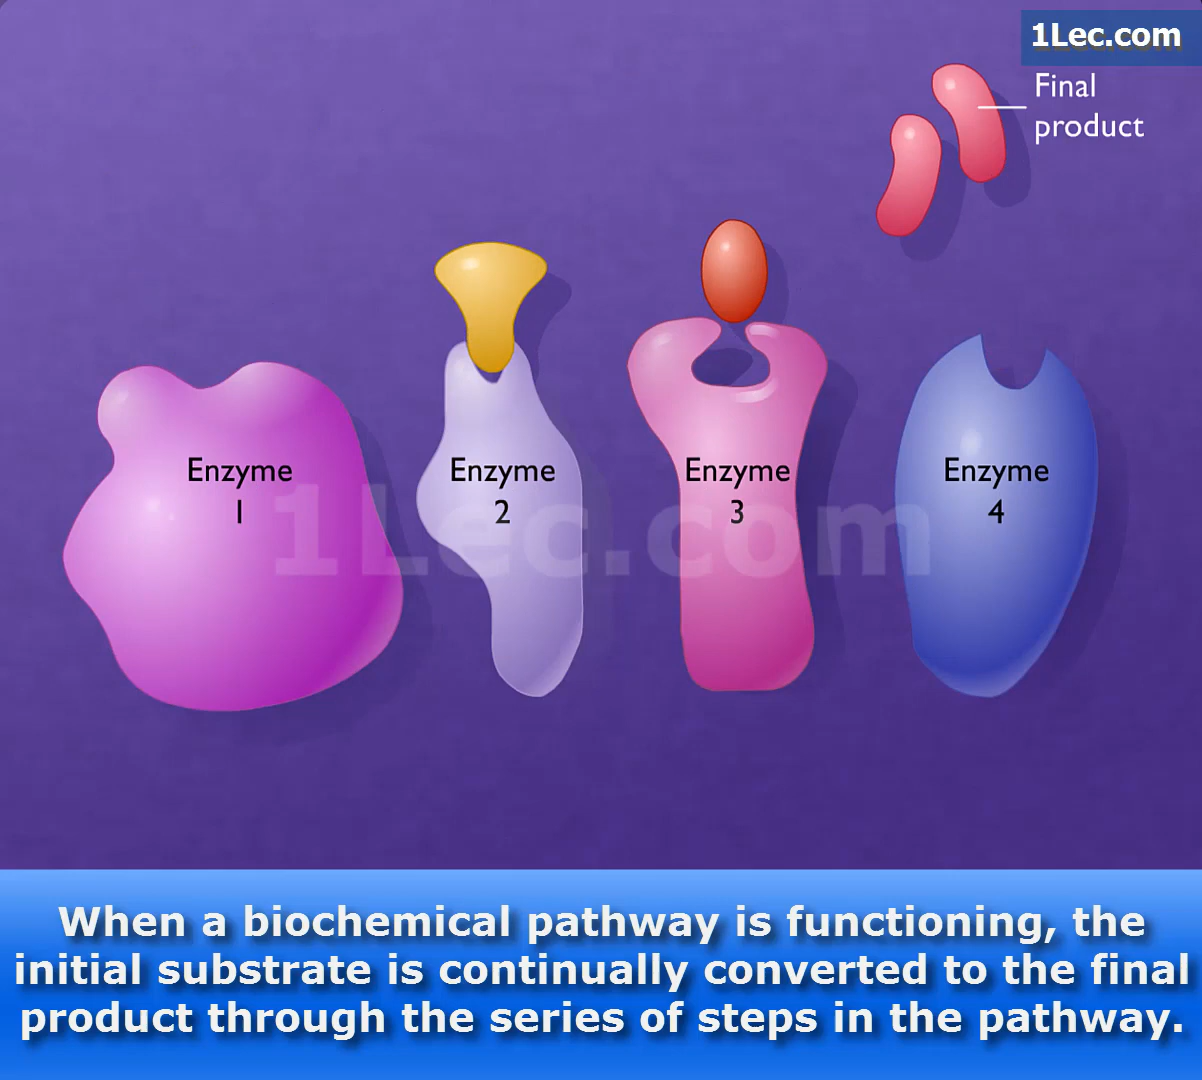 1Lec.com
Final
product
Enzyme
1
Enzyme
2
Enzyme
3
Enzyme
4
1Lec.com
When a biochemical pathway is functioning, the
initial substrate is continually converted to the final
product through the series of steps in the pathway.